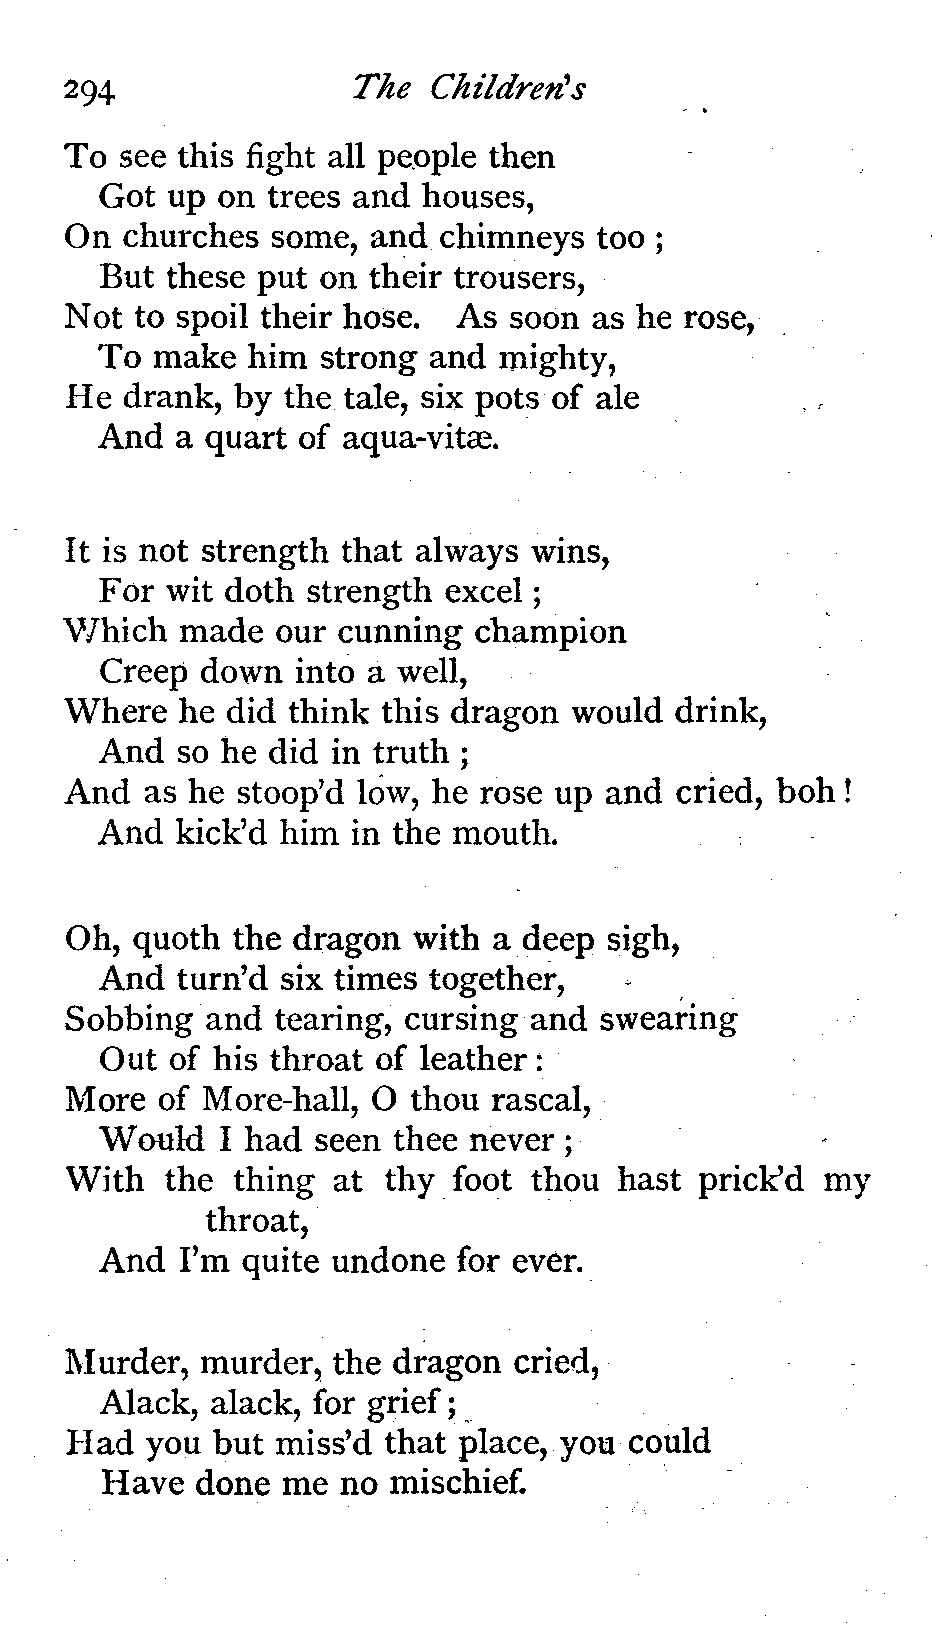 294 The Children's
To see this fight all people then
Got up on trees and houses,
On churches some, and chimneys too ;
But these put on their trousers,
Not to spoil their hose. As soon as he rose,
To make him strong and mighty,
He drank, by the tale, six pots of ale
And a quart of aqua-vitæ.
It is not strength that always wins,
For wit doth strength excel ;
Which made our cunning champion
Creep down into a well,
Where he did think this dragon would drink,
And so he did in truth ;
And as he stoop'd low, he rose up and cried, boh !
And kick'd him in the mouth.
Oh, quoth the dragon with a deep sigh,
And turn'd six times together,
Sobbing and tearing, cursing and swearing
Out of his throat of leather :
More of More-hall, O thou rascal,
Would I had seen thee never ;
With the thing at thy foot thou hast prick'd my
throat,
And I'm quite undone for ever.
Murder, murder, the dragon cried,
Alack, alack, for grief ;
Had you but miss'd that place, you could
Have done me no mischief.